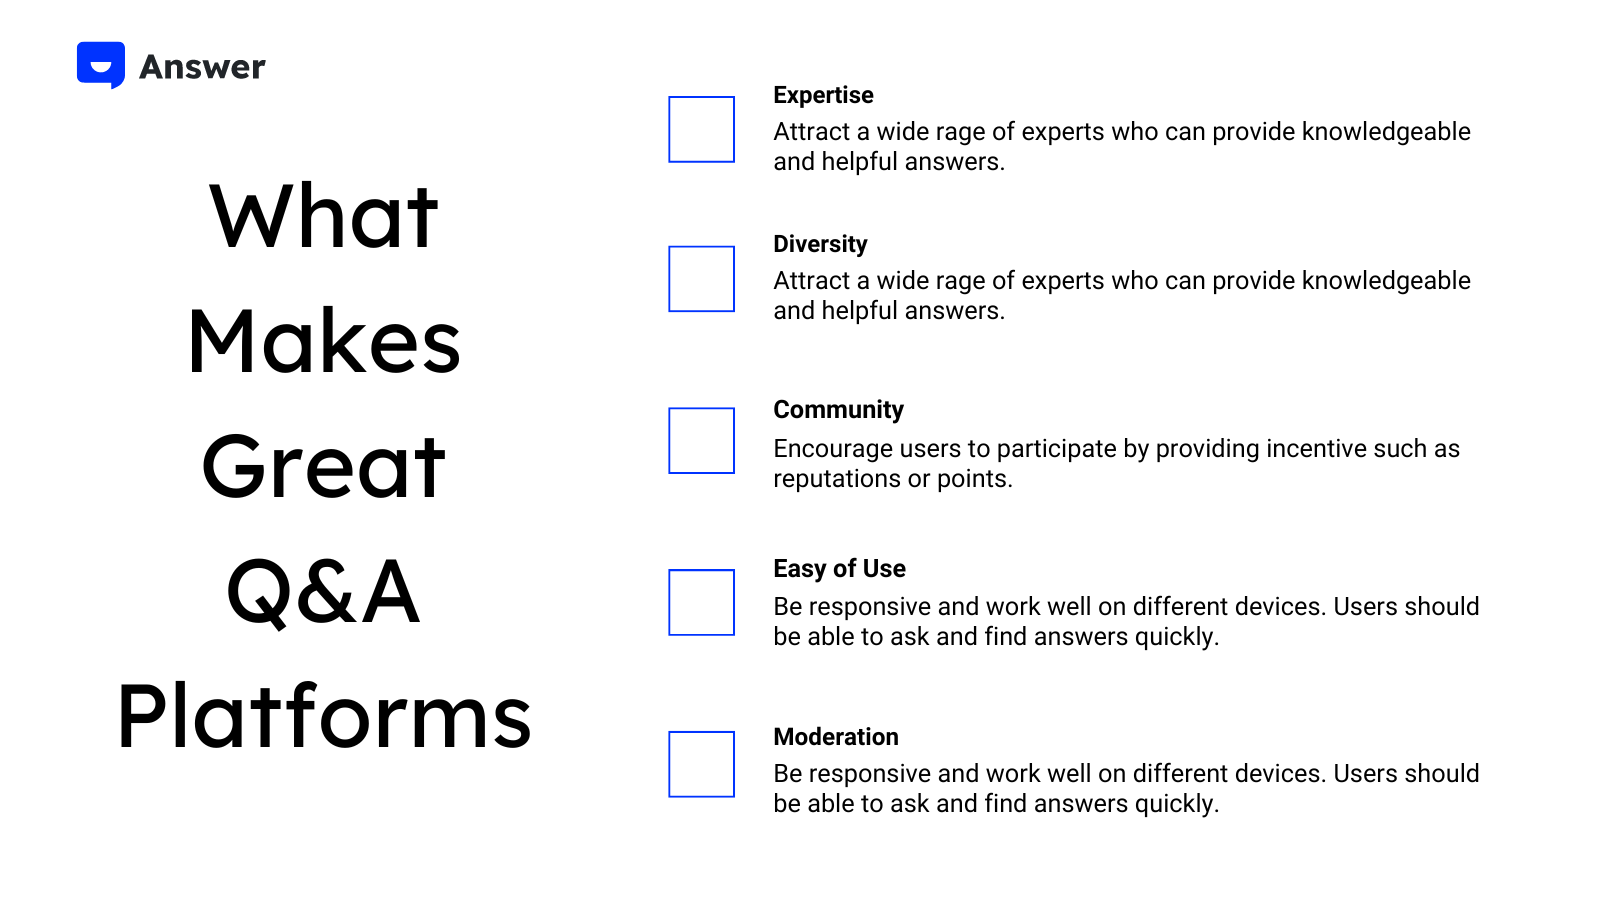 Answer
What
Makes
Great
Q&A
Platforms
Expertise
Attract a wide rage of experts who can provide knowledgeable
and helpful answers.
Diversity
Attract a wide rage of experts who can provide knowledgeable
and helpful answers.
Community
Encourage users to participate by providing incentive such as
reputations or points.
Easy of Use
Be responsive and work well on different devices. Users should
be able to ask and find answers quickly.
Moderation
Be responsive and work well on different devices. Users should
be able to ask and find answers quickly.